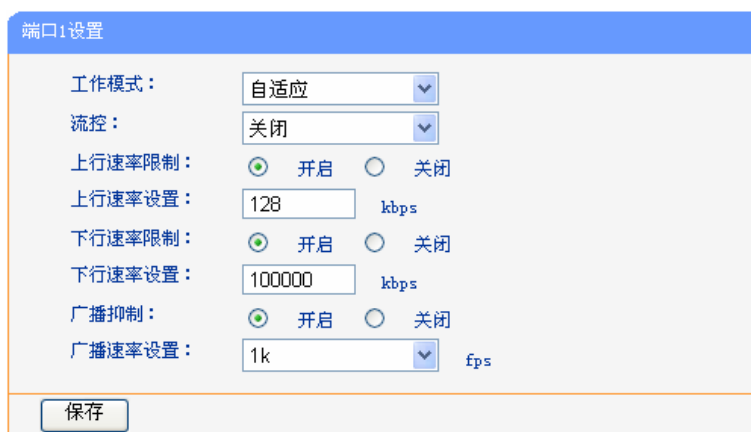 端口1设置
工作模式： 自适应
流控： 关闭
上行速率限制： 开启 关闭
上行速率设置： 128 kbps
下行速率限制： 开启 关闭
下行速率设置： 100000 kbps
广播抑制： 开启 关闭
广播速率设置： 1k fps
保存